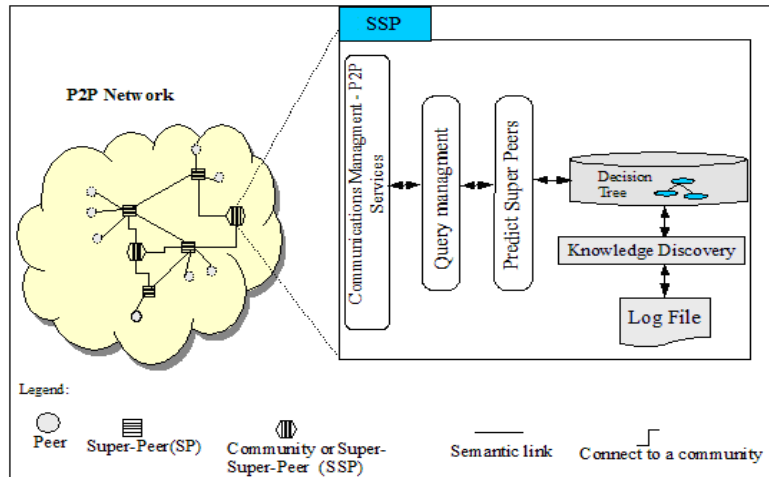 SSP
P2P Network
Communications Managment - P2P
Services
Query managment
Predict Super Peers
Decision
Tree
Knowledge Discovery
Log File
Legend:
Peer
Super-Peer(SP)
Community or Super-
Super-Peer (SSP)
Semantic link
Connect to a community